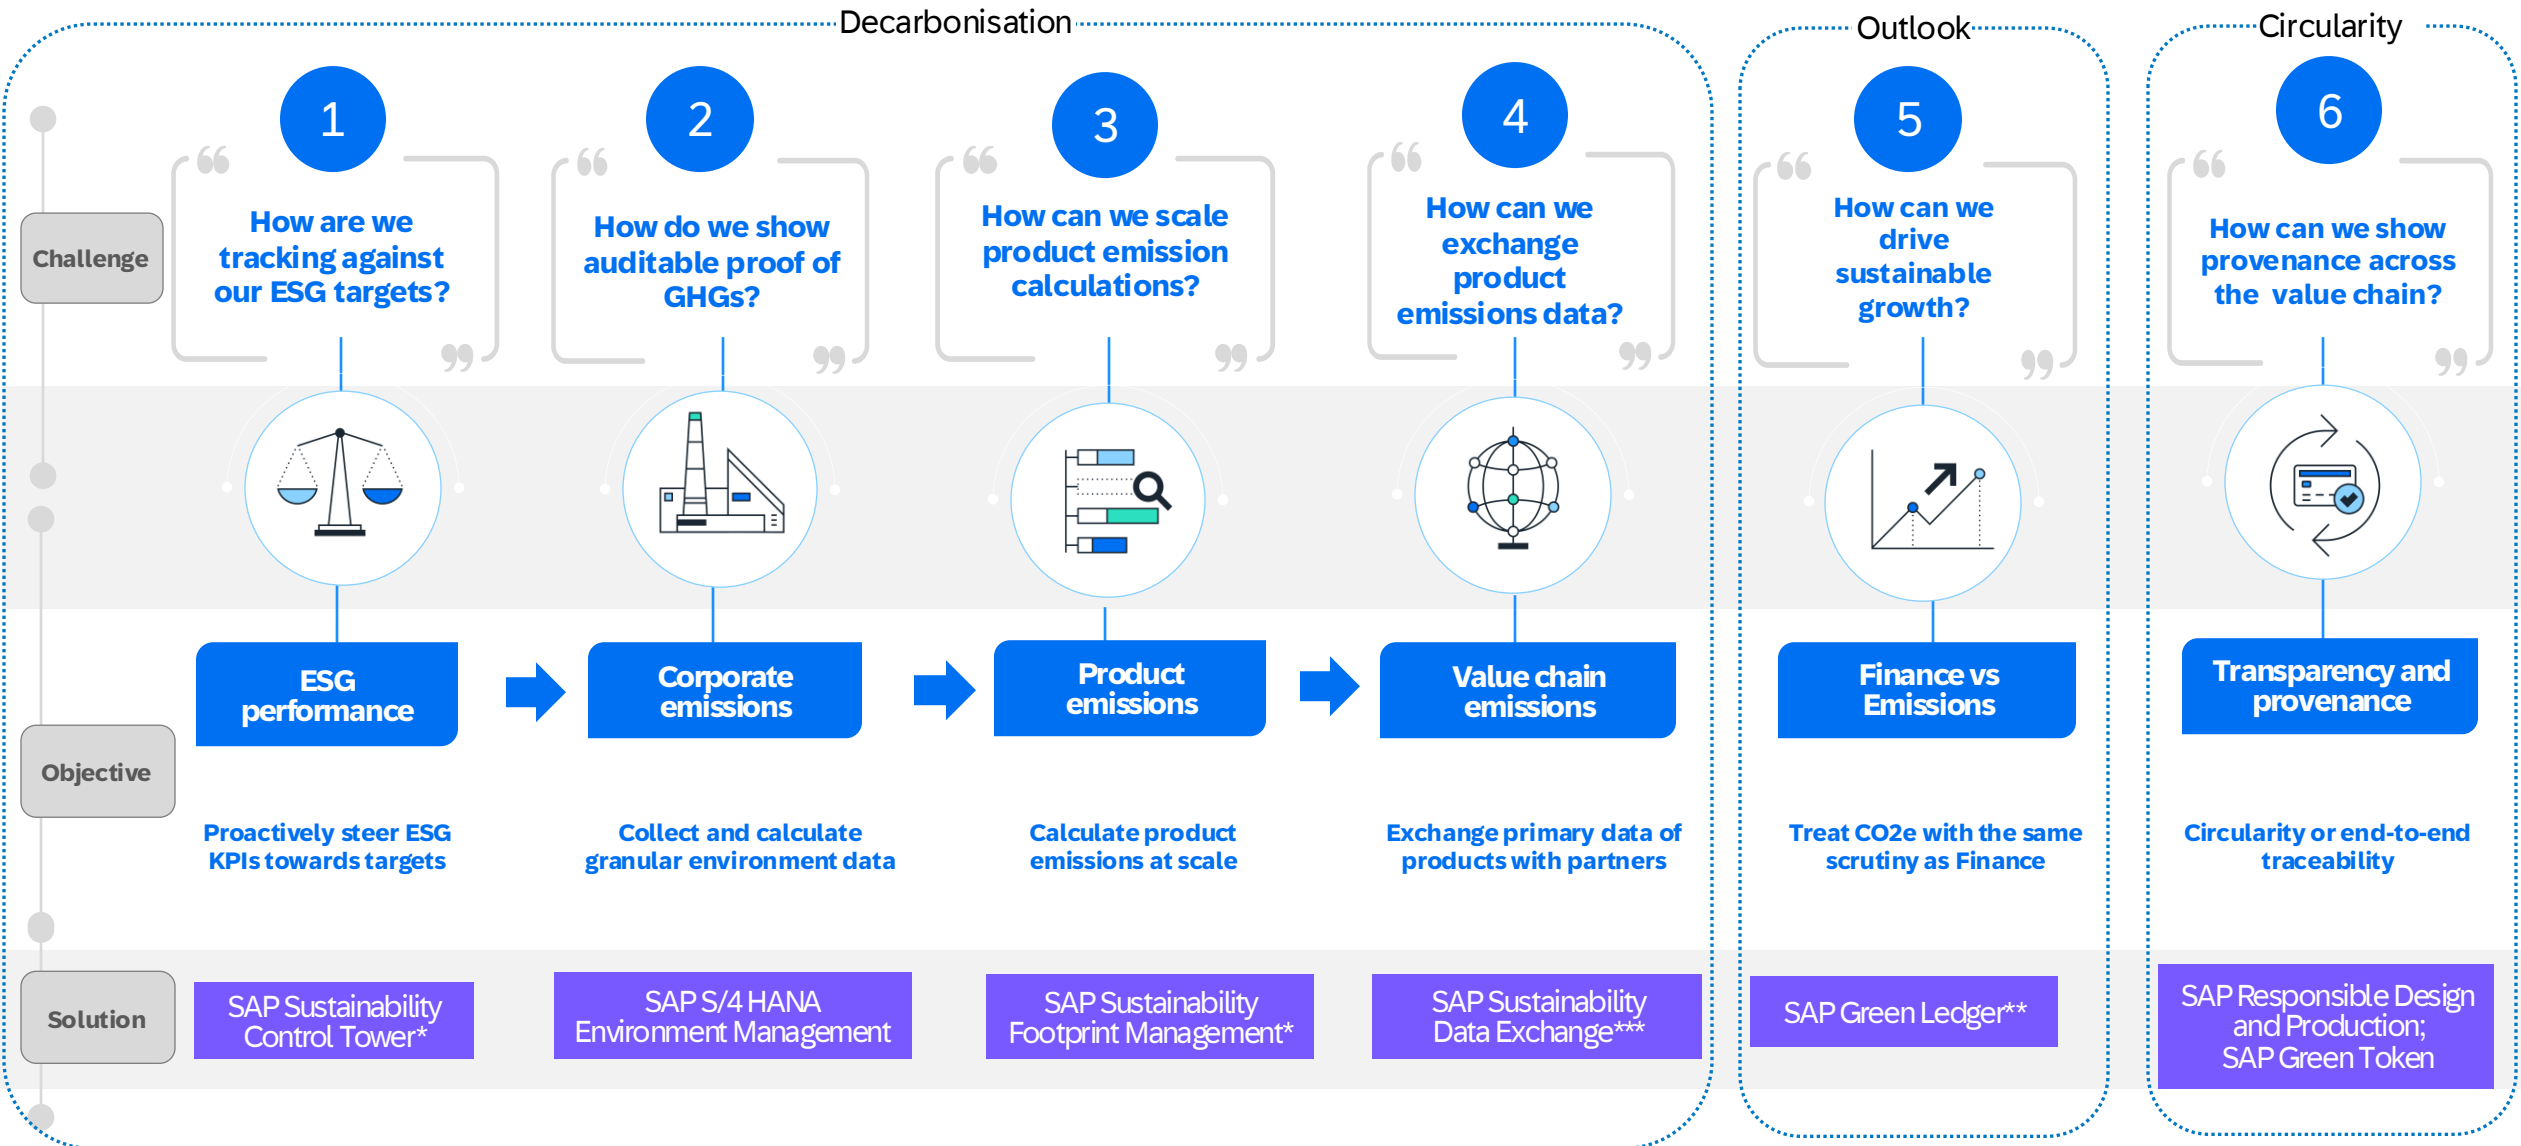 Decarbonisation
Outlook
Circularity
1
2
3
4
5
6
Challenge
“
How are we
tracking against
our ESG targets?
”
“
How do we show
auditable proof of
GHGs?
”
“
How can we scale
product emission
calculations?
”
“
How can we
exchange
product
emissions data?
”
“
How can we
drive
sustainable
growth?
”
“
How can we show
provenance across
the value chain?
”
Objective
ESG
performance
Corporate
emissions
Product
emissions
Value chain
emissions
Finance vs
Emissions
Transparency and
provenance
Proactively steer ESG
KPIs towards targets
Collect and calculate
granular environment data
Calculate product
emissions at scale
Exchange primary data of
products with partners
Treat CO2e with the same
scrutiny as Finance
Circularity or end-to-end
traceability
Solution
SAP Sustainability
Control Tower*
SAP S/4 HANA
Environment Management
SAP Sustainability
Footprint Management*
SAP Sustainability
Data Exchange***
SAP Green Ledger**
SAP Responsible Design
and Production;
SAP Green Token